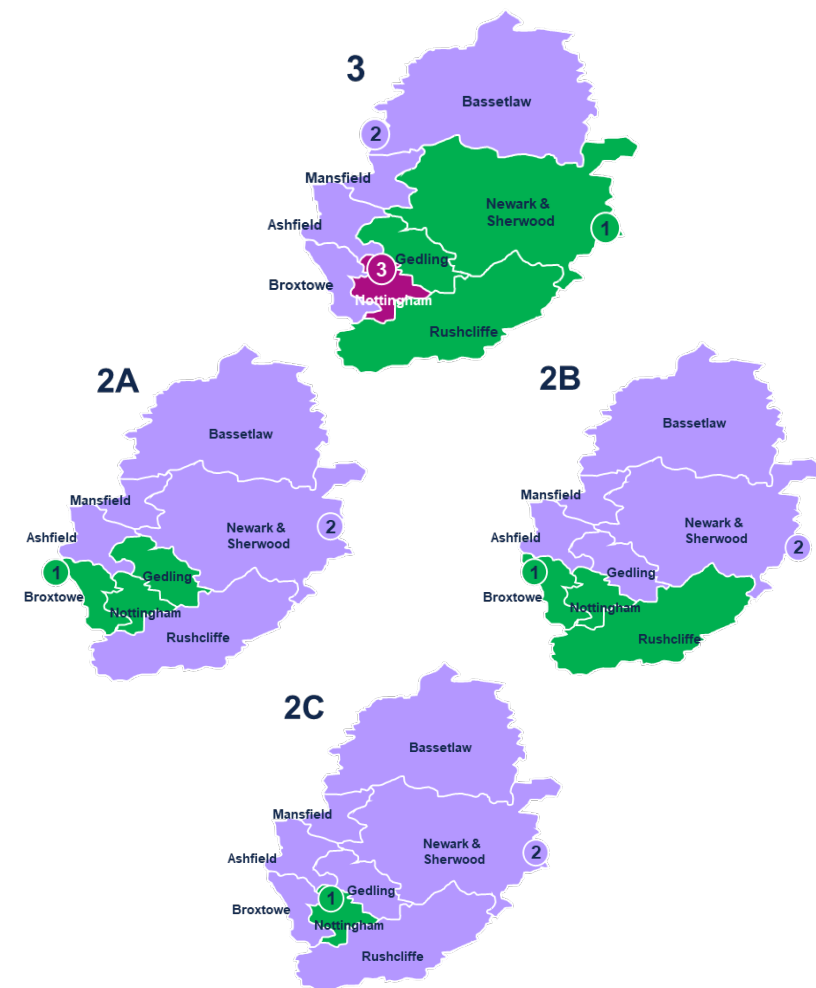 3
Bassetlaw
2
Mansfield
Newark &
Sherwood
Ashfield
1
Gedling
3
Broxtowe
Nottingham
Rushcliffe
2A
Bassetlaw
Mansfield
Newark &
Sherwood
2
Ashfield
1
Gedling
Broxtowe
Nottingham
Rushcliffe
2B
Bassetlaw
Mansfield
Newark &
Sherwood
Ashfield
2
1
Gedling
Broxtowe
Nottingham
Rushcliffe
2C
Bassetlaw
Mansfield
Newark &
Sherwood
2
Ashfield
Gedling
1
Broxtowe
Nottingham
Rushcliffe